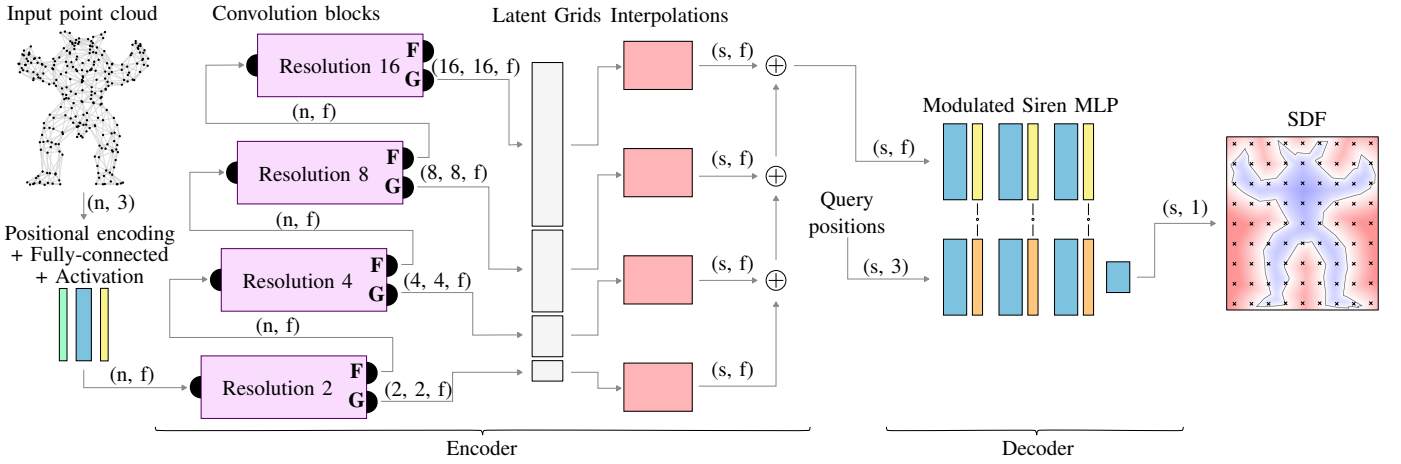 Input point cloud
Convolution blocks
Latent Grids
Interpolations
(n, 3)
Positional encoding
+ Fully-connected
+ Activation
(n, f)
Resolution 16
F
G
(16, 16, f)
(n, f)
Resolution 8
F
G
(8, 8, f)
(n, f)
Resolution 4
F
G
(4, 4, f)
(n, f)
Resolution 2
F
G
(2, 2, f)
(s, f)
(s, f)
(s, f)
(s, f)
Encoder
Modulated Siren MLP
(s, f)
Query
positions
(s, 3)
(s, 1)
Decoder
SDF